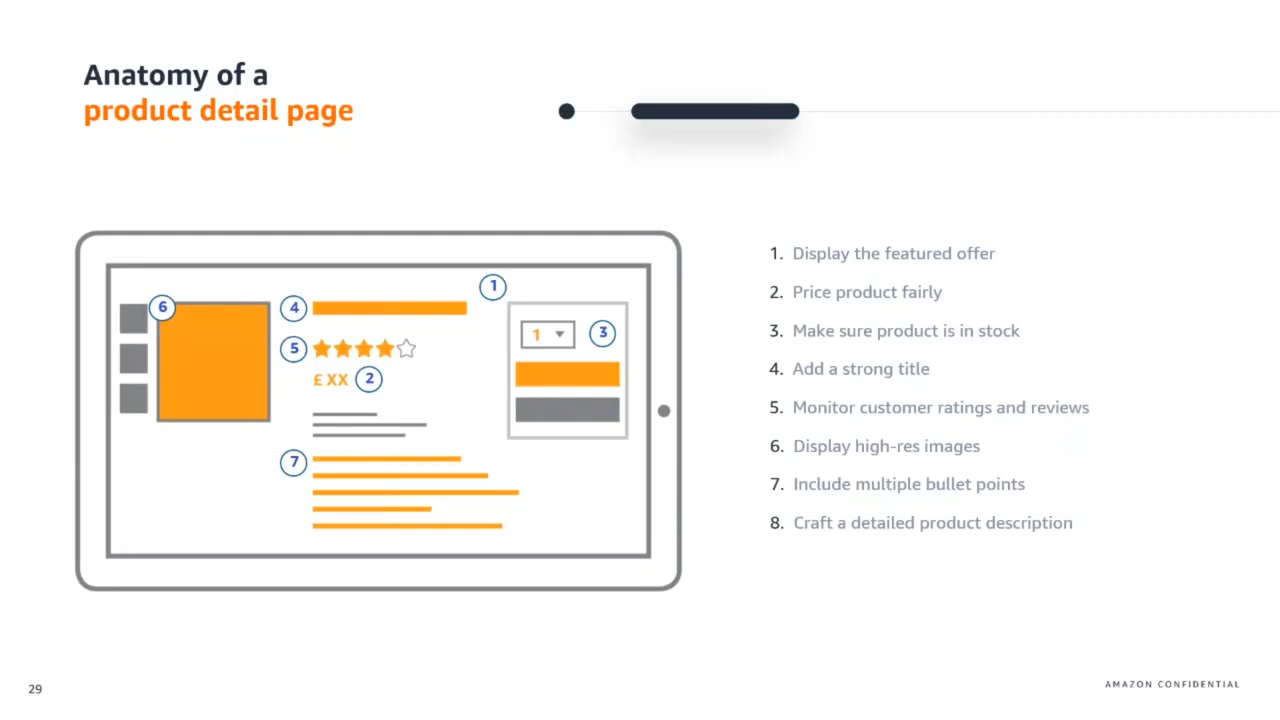 Anatomy of a
product detail page
6
4
1
1
3
5
£ XX
2
7
1. Display the featured offer
2. Price product fairly
3. Make sure product is in stock
4. Add a strong title
5. Monitor customer ratings and reviews
6. Display high-res images
7. Include multiple bullet points
8. Craft a detailed product description
29
AMAZON CONFIDENTIAL